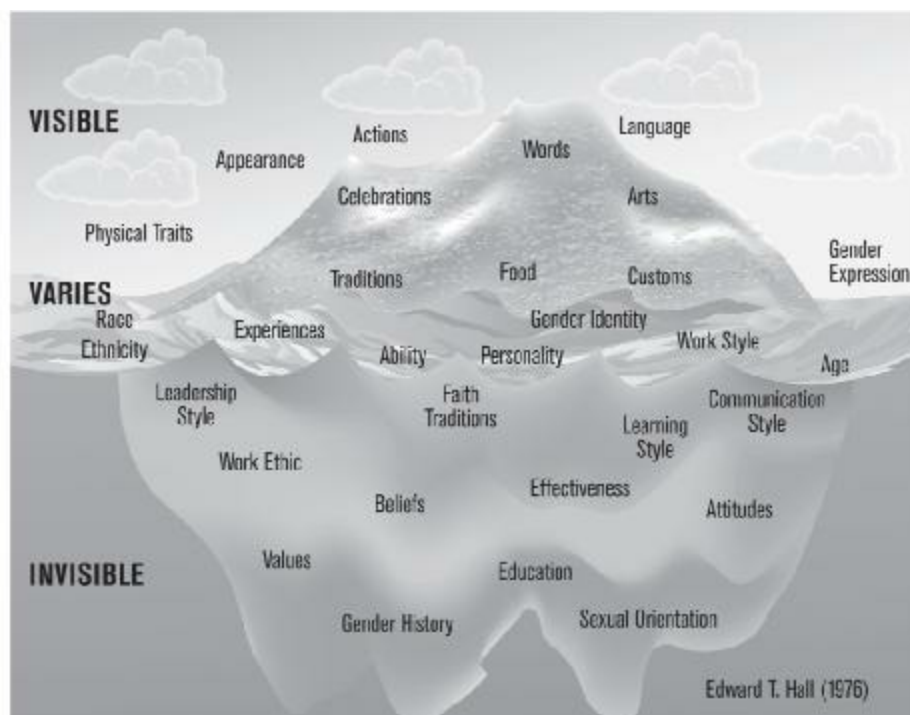 VISIBLE
Actions
Language
Appearance
Words
Celebrations
Arts
Physical Traits
Gender
Expression
Traditions
Food
Customs
VARIES
Race
Ethnicity
Experiences
Gender Identity
Ability
Personality
Work Style
Age
Leadership
Style
Faith
Traditions
Learning
Style
Communication
Style
Work Ethic
Effectiveness
Beliefs
Attitudes
INVISIBLE
Values
Education
Gender History
Sexual Orientation
Edward T. Hall (1976)